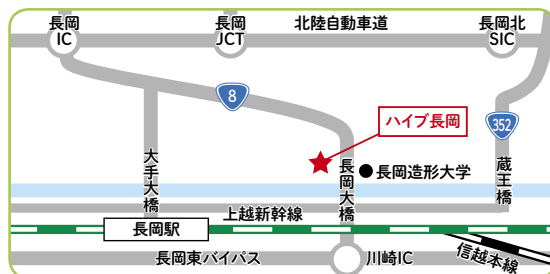 長岡
IC
長岡
JCT
北陸自動車道
長岡北
SIC
8
ハイブ長岡
352
大手大橋
長岡大橋
長岡造形大学
蔵王橋
上越新幹線
長岡駅
長岡東バイパス
川崎IC
信越本線